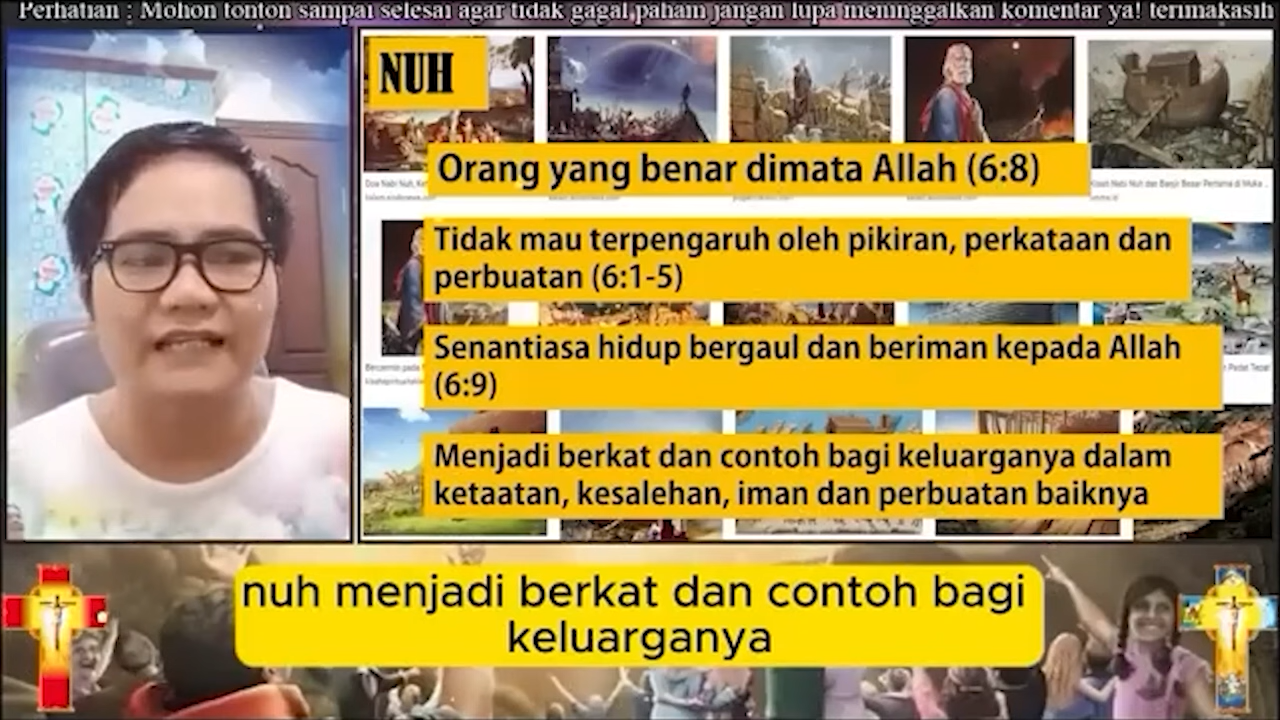 Perhatian : Mohon tonton sampai selesai agar tidak gagal paham jangan lupa meninggalkan komentar ya! terimakasih
NUH
Orang yang benar dimata Allah (6:8)
Tidak mau terpengaruh oleh pikiran, perkataan dan
perbuatan (6:1-5)
Senantiasa hidup bergaul dan beriman kepada Allah
(6:9)
Menjadi berkat dan contoh bagi keluarganya dalam
ketaatan, kesalehan, iman dan perbuatan baiknya
nuh menjadi berkat dan contoh bagi
keluarganya